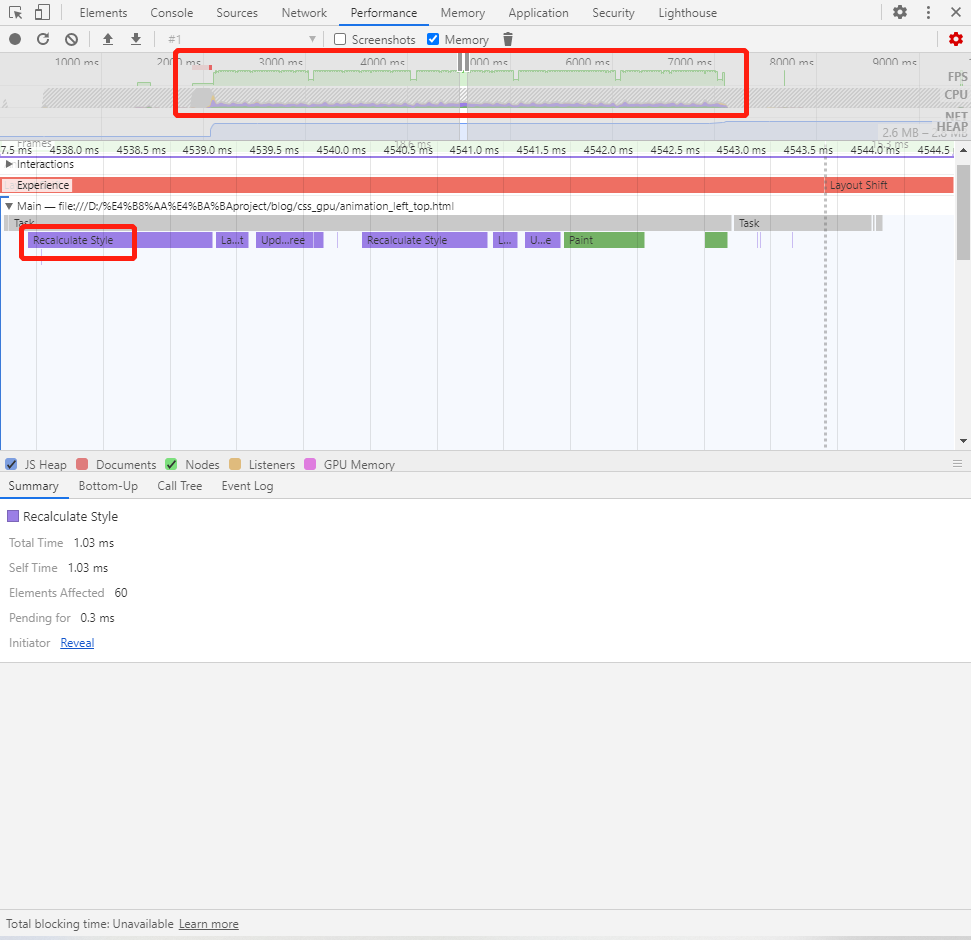 Elements Console Sources Network Performance Memory Application Security Lighthouse
#1 Screenshots Memory
1000 ms 2000 ms 3000 ms 4000 ms 000 ms 6000 ms 7000 ms 8000 ms 9000 ms
FPS
CPU
NET
HEAP
2.6 MB – 2.8 MB
Frames
7.5 ms 4538.0 ms 4538.5 ms 4539.0 ms 4539.5 ms 4540.0 ms 4540.5 ms 4541.0 ms 4541.5 ms 4542.0 ms 4542.5 ms 4543.0 ms 4543.5 ms 4544.0 ms 4544.5
Interactions
Experience Layout Shift
Main — file:///D:/%E4%B8%AA%E4%BA%BAproject/blog/css_gpu/animation_left_top.html
Task Task
Recalculate Style La...t Upd...ree Recalculate Style L... U...e Paint
JS Heap Documents Nodes Listeners GPU Memory
Summary Bottom-Up Call Tree Event Log
Recalculate Style
Total Time 1.03 ms
Self Time 1.03 ms
Elements Affected 60
Pending for 0.3 ms
Initiator Reveal
Total blocking time: Unavailable Learn more